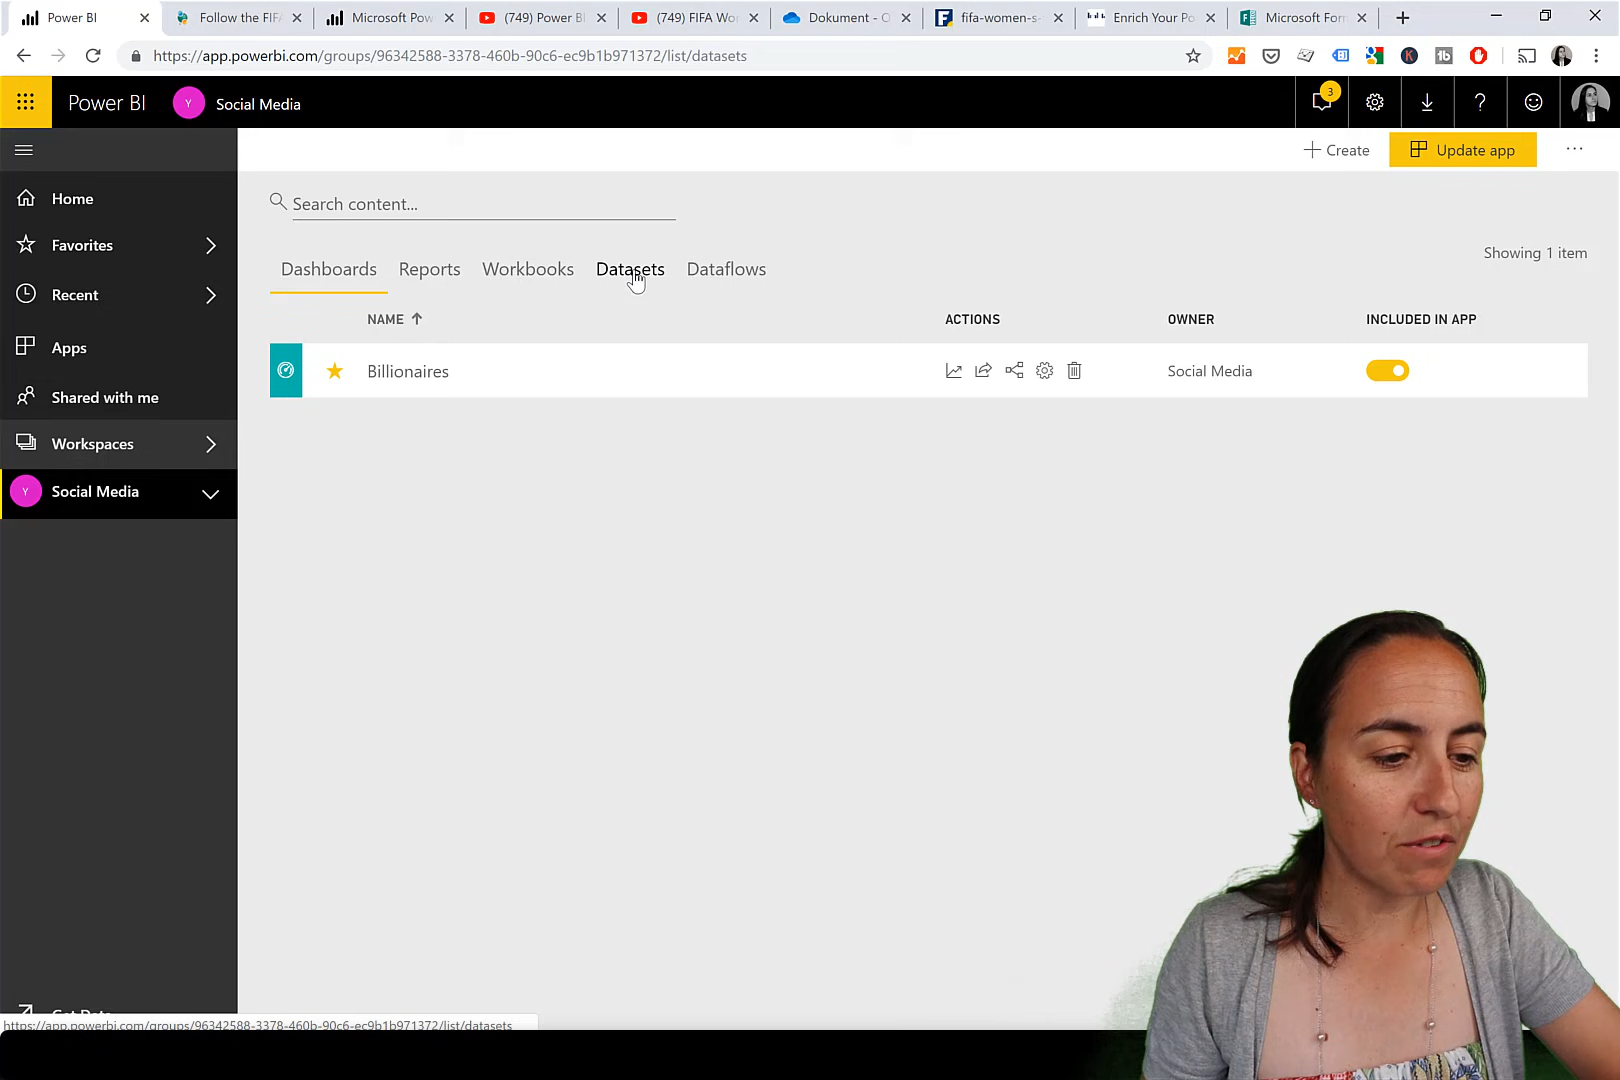 Power BI
Follow the FIFA
Microsoft Pow
(749) Power B
(749) FIFA Wo
Dokument - O
fifa-women-s-
Enrich Your Po
Microsoft Form
https://app.powerbi.com/groups/96342588-3378-460b-90c6-ec9b1b971372/list/datasets
Power BI
Y
Social Media
3
?
Create
Update app
...
Home
Search content...
Favorites
Showing 1 item
Dashboards
Reports
Workbooks
Datasets
Dataflows
Recent
NAME
ACTIONS
OWNER
INCLUDED IN APP
Apps
Billionaires
Social Media
Shared with me
Workspaces
Y
Social Media
https://app.powerbi.com/groups/96342588-3378-460b-90c6-ec9b1b971372/list/datasets